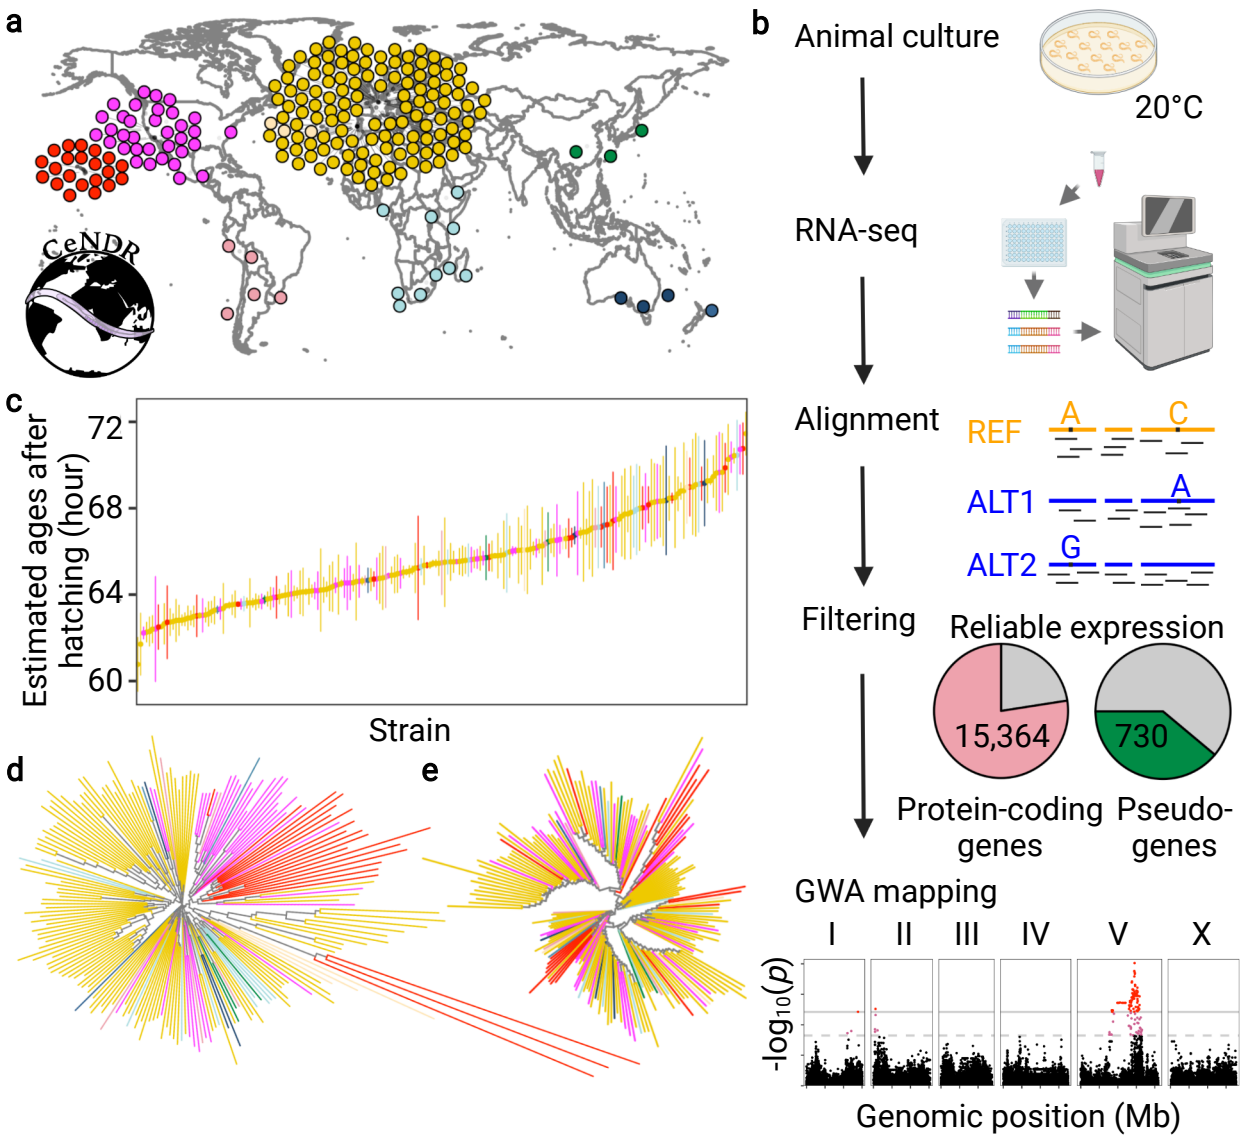 a
CeNDR
b
Animal culture
20°C
RNA-seq
Alignment
REF
A
C
ALT1
A
ALT2
G
Filtering
Reliable expression
15,364
730
Protein-coding
genes
Pseudo-
genes
GWA mapping
I II III IV V X
-log10(p)
Genomic position (Mb)
c
Estimated ages after
hatching (hour)
72
68
64
60
Strain
d
e